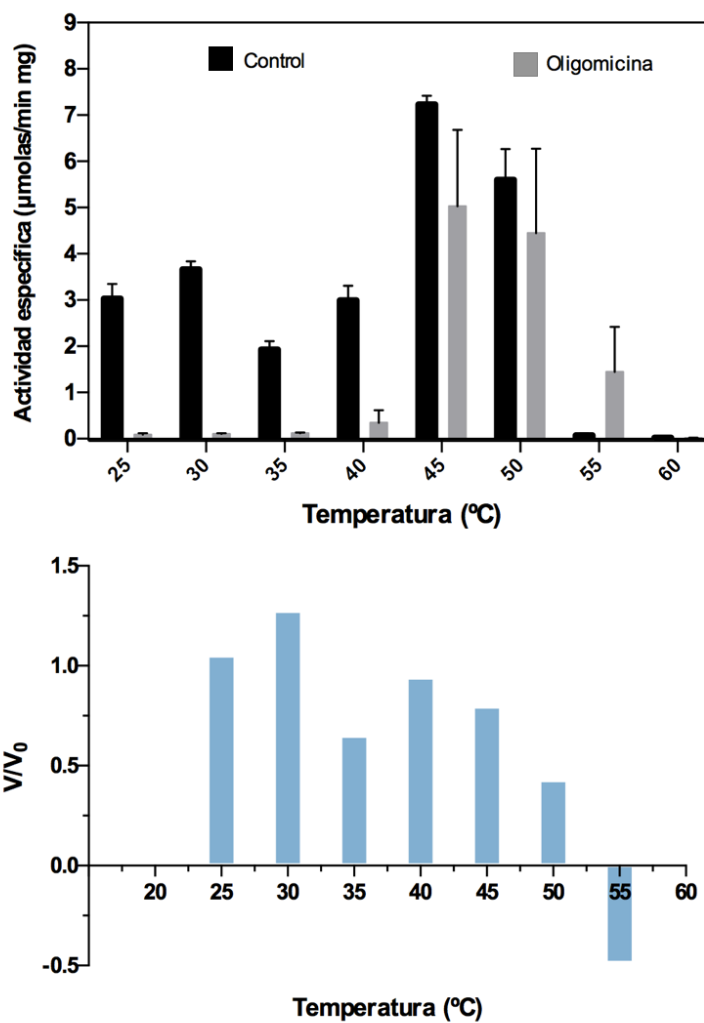 9
8
7
6
5
4
3
2
1
0
Actividad específica (μmolas/min mg)
Control
Oligomicina
25 30 35 40 45 50 55 60
Temperatura (ºC)
1.5
1.0
0.5
0.0
-0.5
V/V0
20 25 30 35 40 45 50 55 60
Temperatura (ºC)